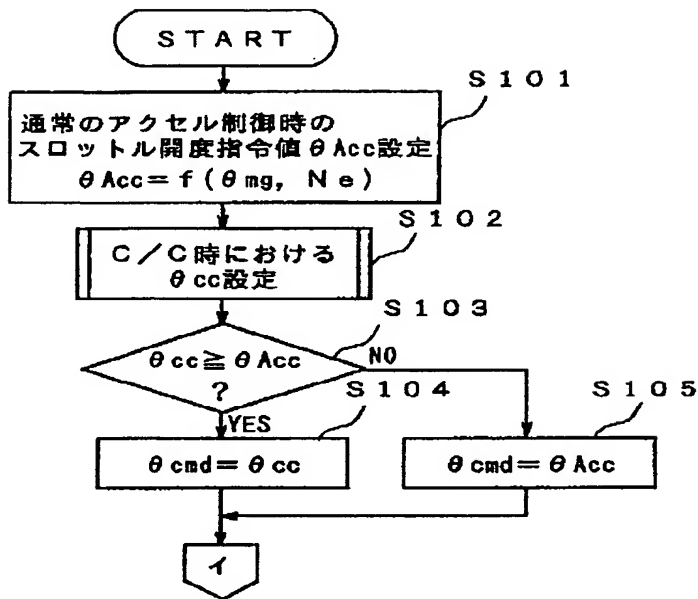 START
S101
通常のアクセル制御時の
スロットル開度指令値θAcc設定
θAcc=f(θmg, Ne)
S102
C/C時における
θcc設定
S103
θcc≧θAcc
?
NO
YES
S104
θcmd=θcc
S105
θcmd=θAcc
イ